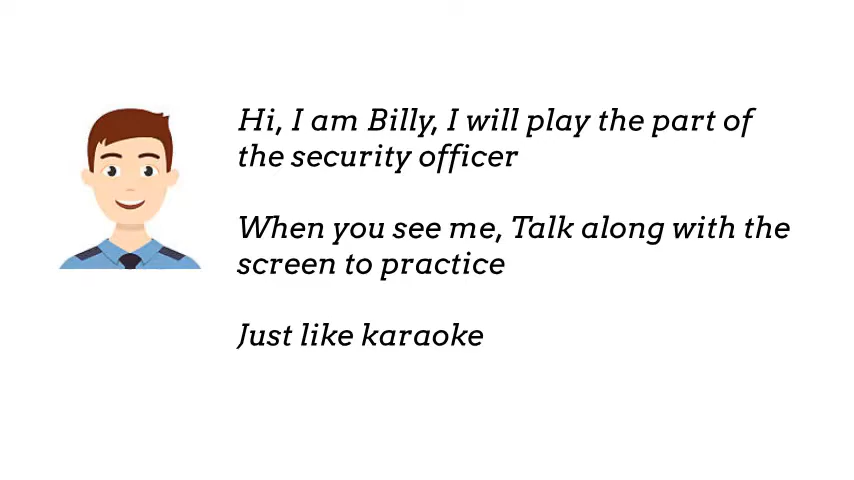 Hi, I am Billy, I will play the part of
the security officer
When you see me, Talk along with the
screen to practice
Just like karaoke